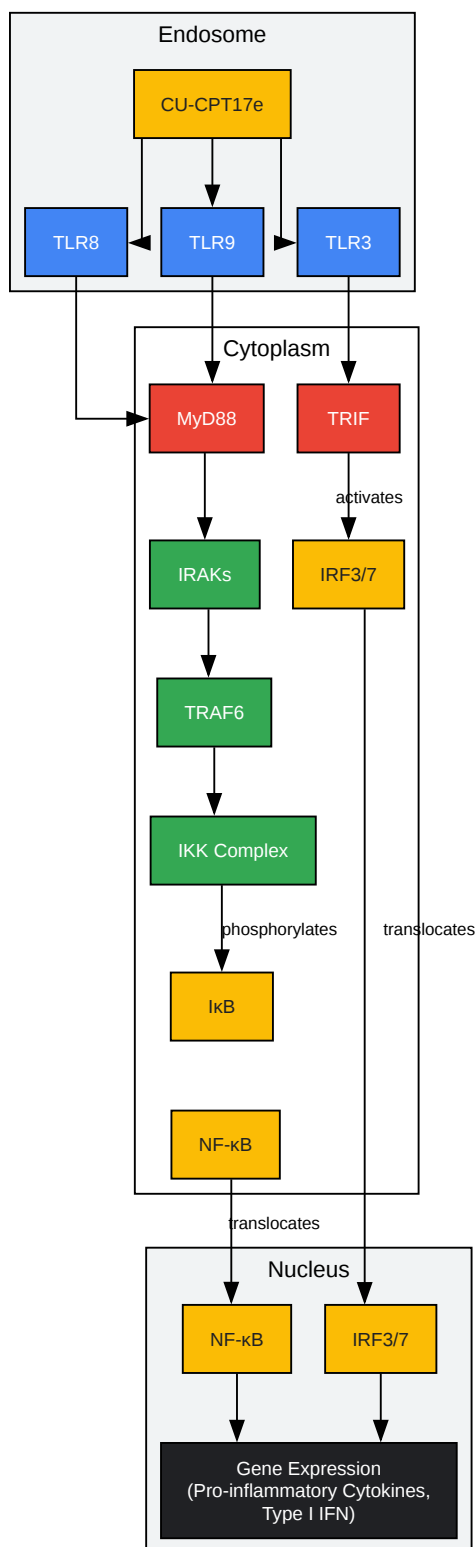 Endosome
CU-CPT17e
TLR8
TLR9
TLR3
Cytoplasm
MyD88
TRIF
activates
IRAKs
IRF3/7
TRAF6
IKK Complex
phosphorylates
translocates
IκB
NF-κB
translocates
Nucleus
NF-κB
IRF3/7
Gene Expression
(Pro-inflammatory Cytokines,
Type I IFN)